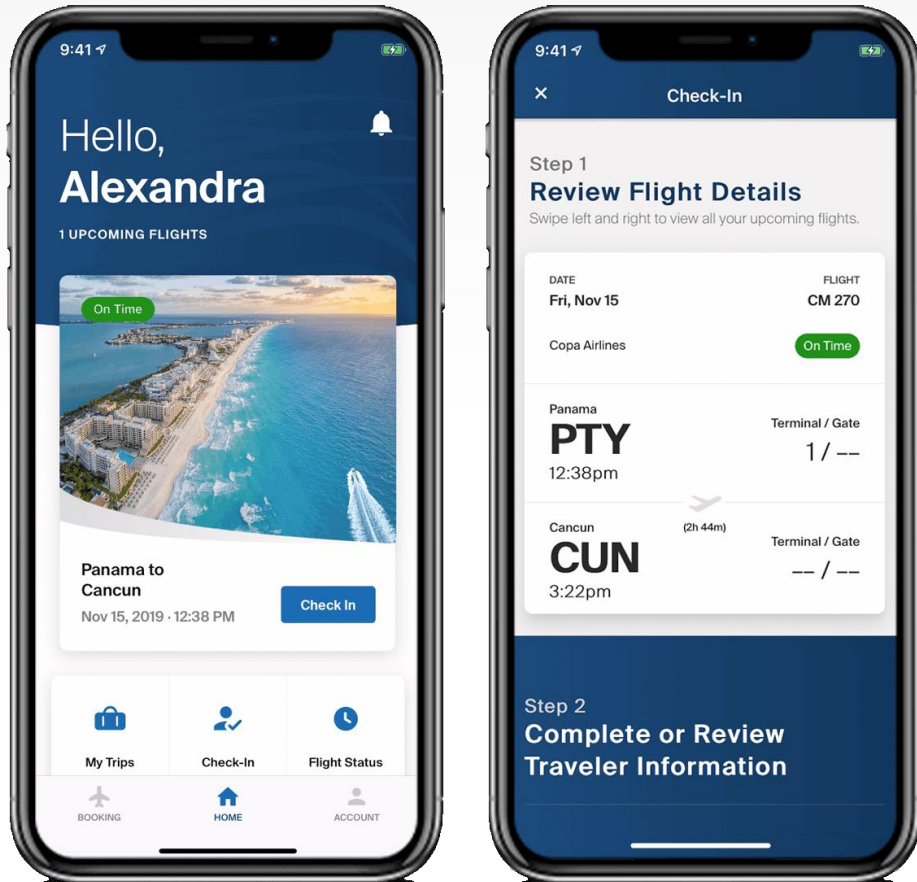 9:41
Hello,
Alexandra
1 UPCOMING FLIGHTS
On Time
Panama to
Cancun
Nov 15, 2019 · 12:38 PM
Check In
My Trips
Check-In
Flight Status
BOOKING
HOME
ACCOUNT
9:41
Check-In
Step 1
Review Flight Details
Swipe left and right to view all your upcoming flights.
DATE
FLIGHT
Fri, Nov 15
CM 270
Copa Airlines
On Time
Panama
Terminal / Gate
PTY
1 / --
12:38pm
(2h 44m)
Cancun
Terminal / Gate
CUN
-- / --
3:22pm
Step 2
Complete or Review
Traveler Information